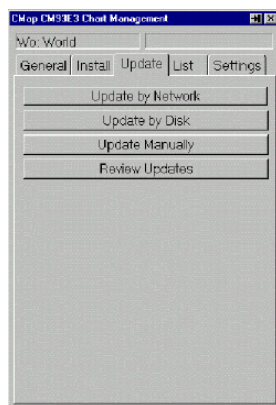 CMap CM93E3 Chart Management
Wo: World
General Install Update List Settings
Update by Network
Update by Disk
Update Manually
Review Updates